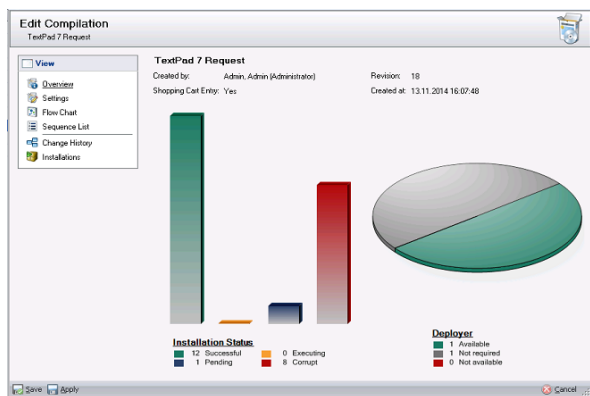 Edit Compilation
TextPad 7 Request
View
Overview
Settings
Flow Chart
Sequence List
Change History
Installations
TextPad 7 Request
Created by: Admin, Admin (Administrator) Revision: 18
Shopping Cart Entry: Yes Created at: 13.11.2014 16:07:48
Installation Status
12 Successful 0 Executing
1 Pending 8 Corrupt
Deployer
1 Available
1 Not required
0 Not available
Save Apply Cancel